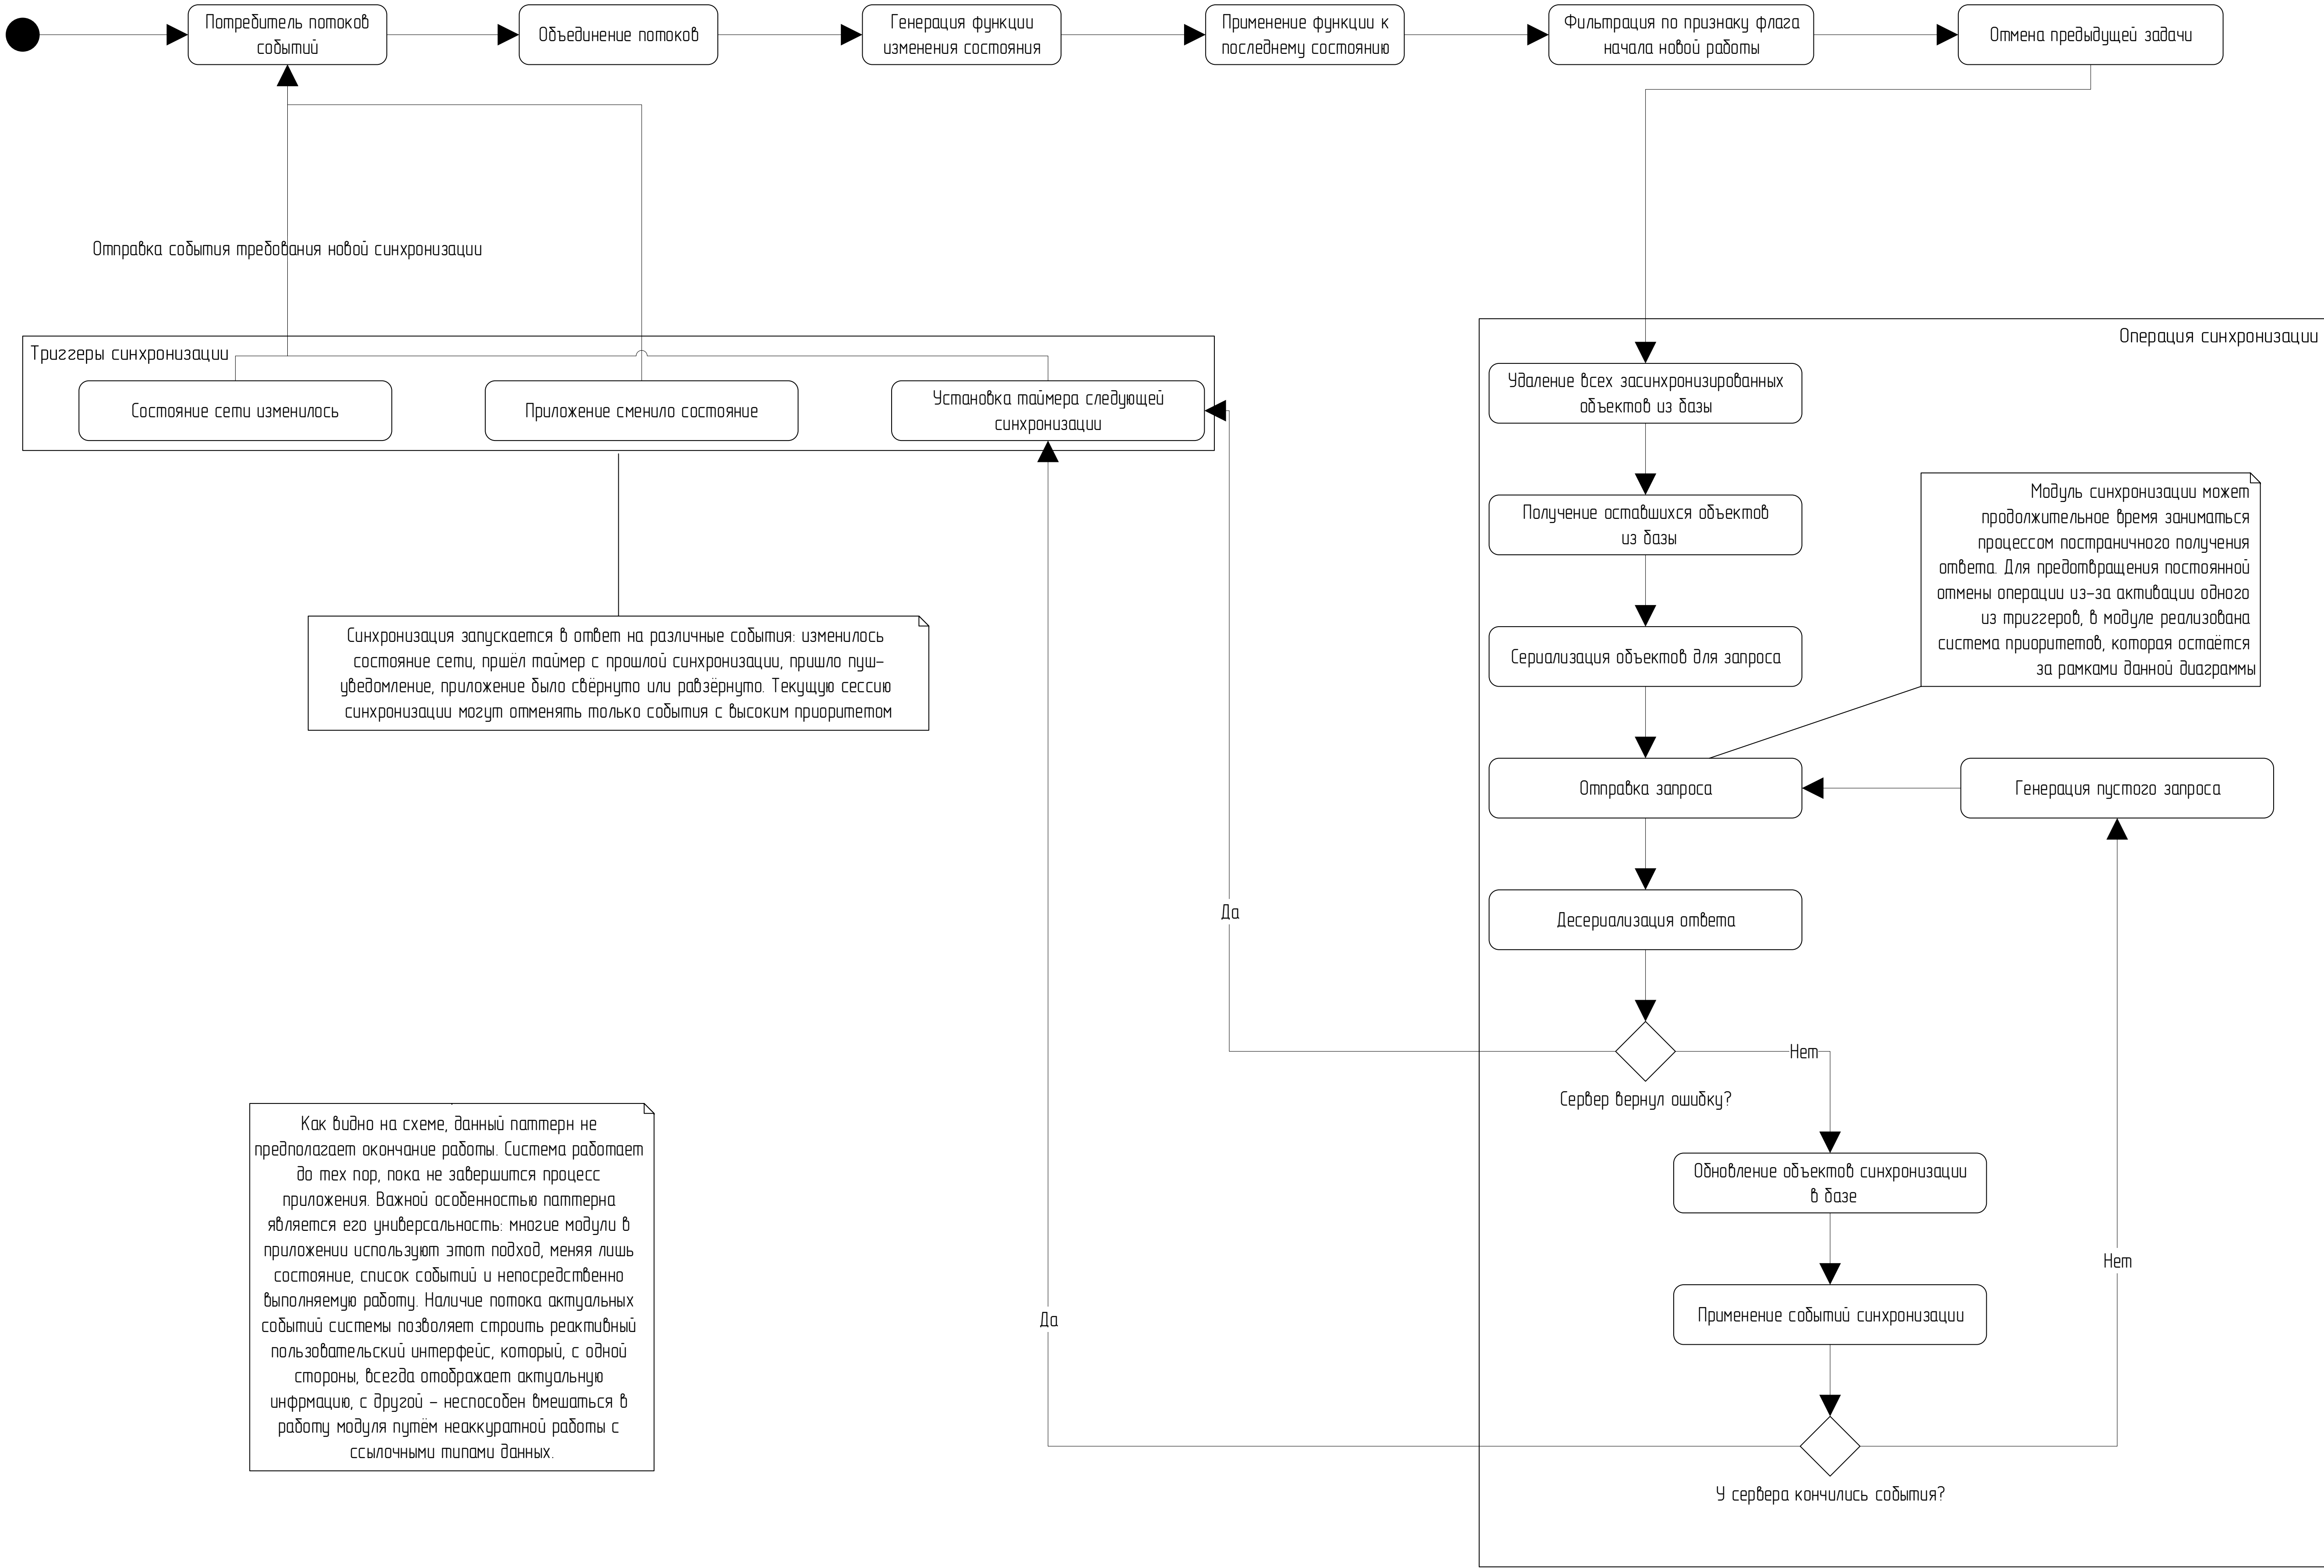 Потребитель потоков
событий
Объединение потоков
Генерация функции
изменения состояния
Применение функции к
последнему состоянию
Фильтрация по признаку флага
начала новой работы
Отмена предыдущей задачи
Отправка события требования новой синхронизации
Триггеры синхронизации
Состояние сети изменилось
Приложение сменило состояние
Установка таймера следующей
синхронизации
Синхронизация запускается в ответ на различные события: изменилось
состояние сети, пршёл таймер с прошлой синхронизации, пришло пуш-
уведомление, приложение было свёрнуто или равзёрнуто. Текущую сессию
синхронизации могут отменять только события с высоким приоритетом
Операция синхронизации
Удаление всех засинхронизированных
объектов из базы
Получение оставшихся объектов
из базы
Сериализация объектов для запроса
Модуль синхронизации может
продолжительное время заниматься
процессом постраничного получения
ответа. Для предотвращения постоянной
отмены операции из-за активации одного
из триггеров, в модуле реализована
система приоритетов, которая остаётся
за рамками данной диаграммы
Отправка запроса
Генерация пустого запроса
Десериализация ответа
Да
Нет
Сервер вернул ошибку?
Обновление объектов синхронизации
в базе
Применение событий синхронизации
Нет
Да
У сервера кончились события?
Как видно на схеме, данный паттерн не
предполагает окончание работы. Система работает
до тех пор, пока не завершится процесс
приложения. Важной особенностью паттерна
является его универсальность: многие модули в
приложении используют этот подход, меняя лишь
состояние, список событий и непосредственно
выполняемую работу. Наличие потока актуальных
событий системы позволяет строить реактивный
пользовательский интерфейс, который, с одной
стороны, всегда отображает актуальную
инфрмацию, с другой – неспособен вмешаться в
работу модуля путём неаккуратной работы с
ссылочными типами данных.